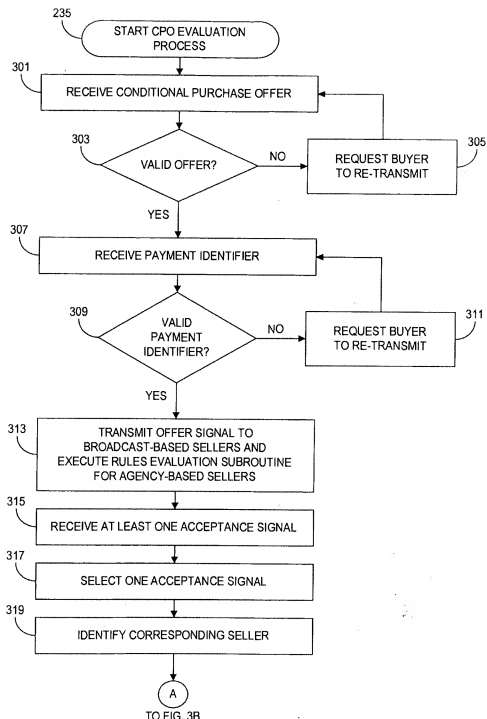 235
START CPO EVALUATION
PROCESS
301
RECEIVE CONDITIONAL PURCHASE OFFER
303
VALID OFFER?
NO
REQUEST BUYER
TO RE-TRANSMIT
305
YES
307
RECEIVE PAYMENT IDENTIFIER
309
VALID
PAYMENT
IDENTIFIER?
NO
REQUEST BUYER
TO RE-TRANSMIT
311
YES
313
TRANSMIT OFFER SIGNAL TO
BROADCAST-BASED SELLERS AND
EXECUTE RULES EVALUATION SUBROUTINE
FOR AGENCY-BASED SELLERS
315
RECEIVE AT LEAST ONE ACCEPTANCE SIGNAL
317
SELECT ONE ACCEPTANCE SIGNAL
319
IDENTIFY CORRESPONDING SELLER
A
TO FIG. 3B